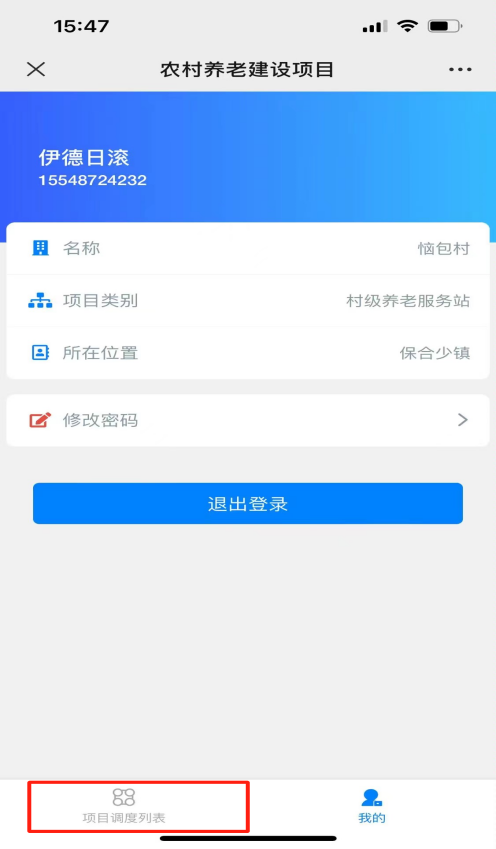 15:47
农村养老建设项目
伊德日滚
15548724232
名称 恼包村
项目类别 村级养老服务站
所在位置 保合少镇
修改密码
退出登录
项目调度列表 我的